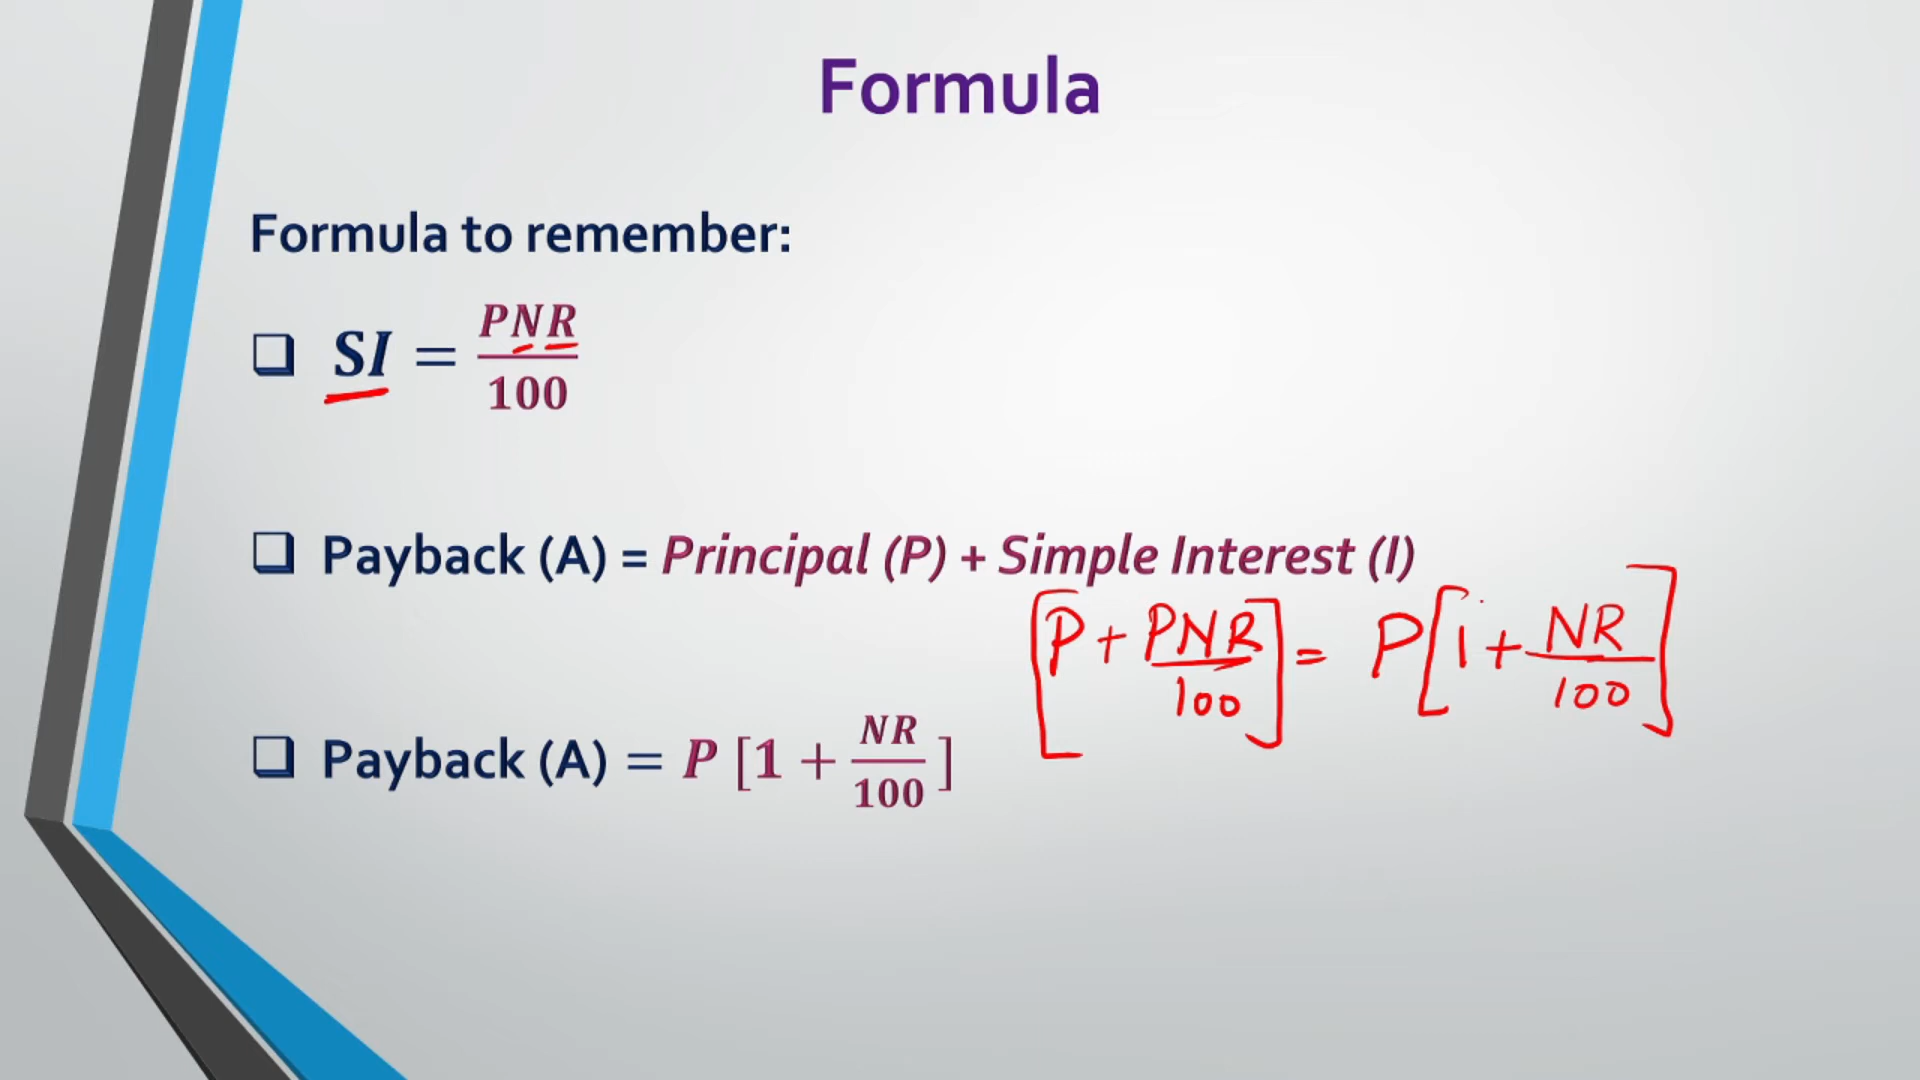 Formula
Formula to remember:
❑ SI = PNR/100
❑ Payback (A) = Principal (P) + Simple Interest (I)
[P + PNR/100] = P[1 + NR/100]
❑ Payback (A) = P [1 + NR/100]